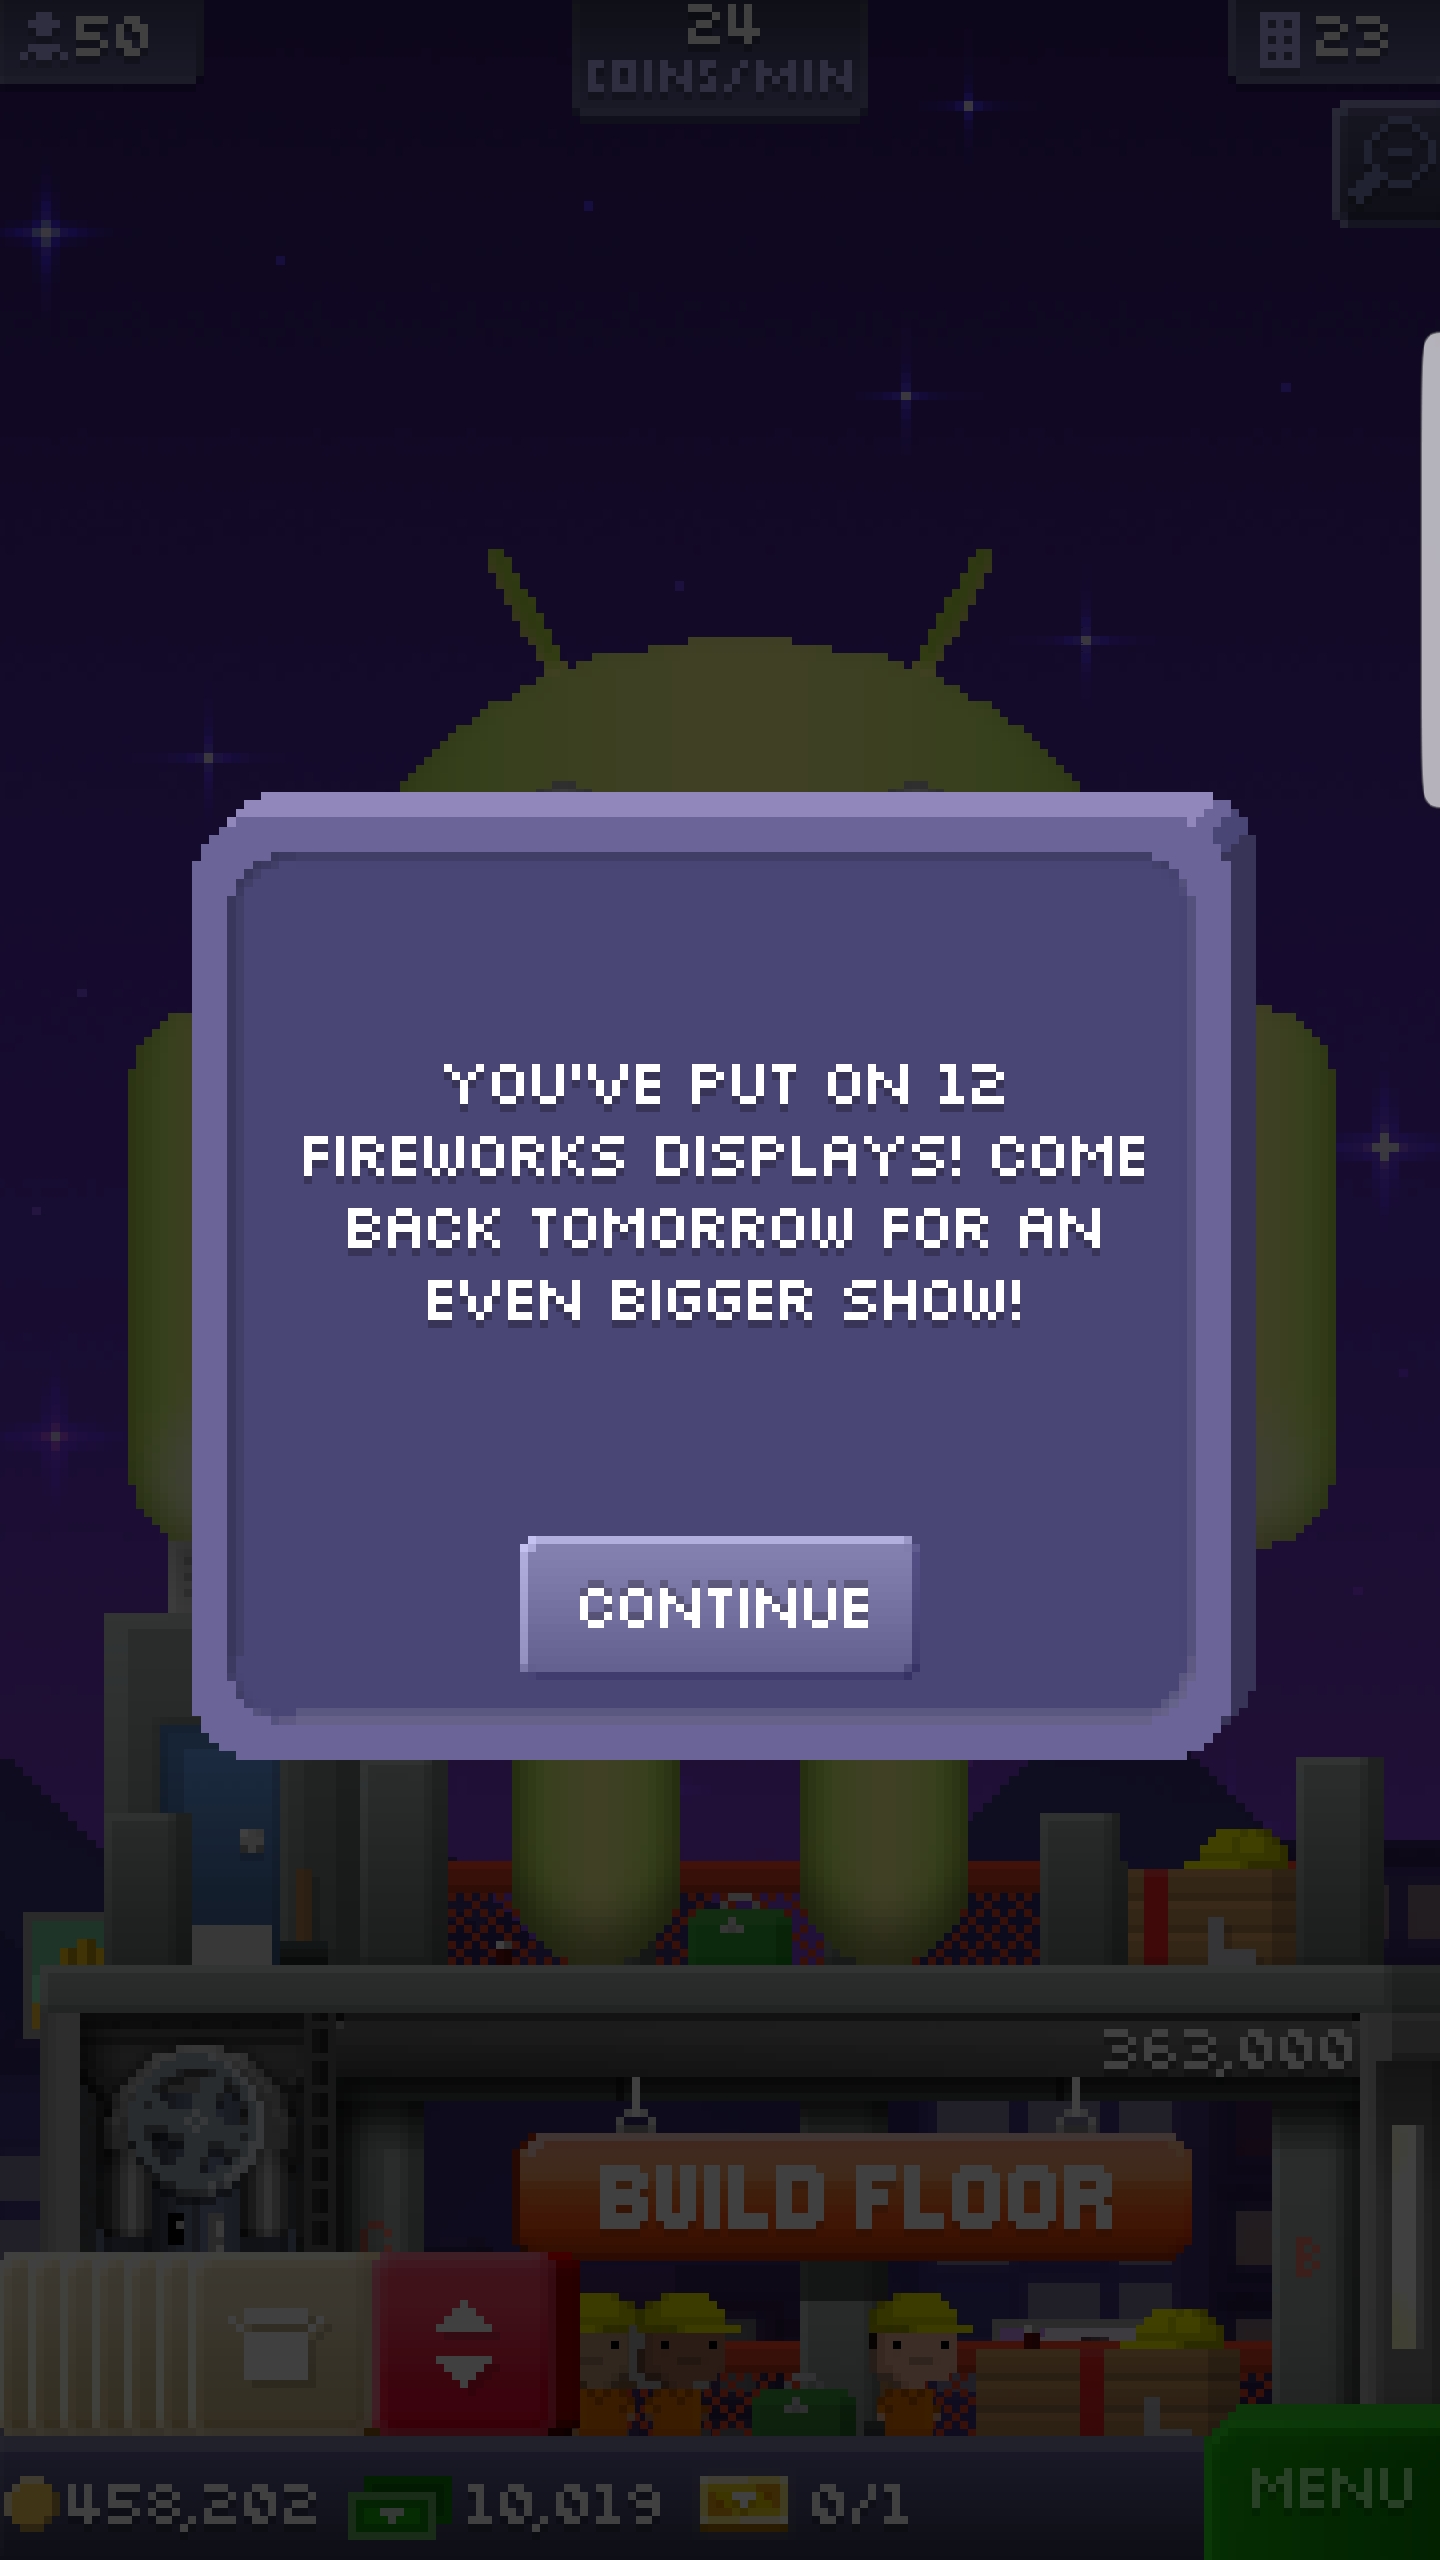 50
24
COINS/MIN
23
YOU'VE PUT ON 12
FIREWORKS DISPLAYS! COME
BACK TOMORROW FOR AN
EVEN BIGGER SHOW!
CONTINUE
363,000
BUILD FLOOR
B
458,202
10,019
0/1
MENU